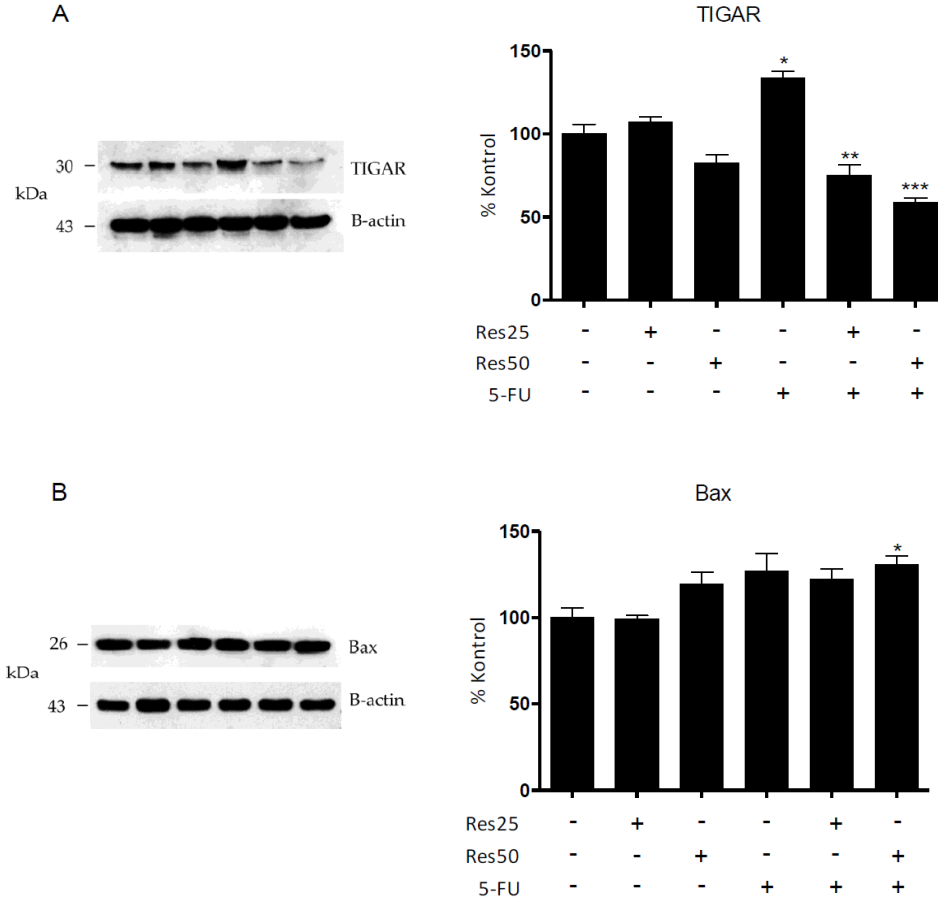 A
TIGAR
150
*
30 –
TIGAR
100
**
kDa
% Kontrol
***
43 –
B-actin
50
0
Res25 - + - - + -
Res50 - - + - - +
5-FU - - - + + +
B
Bax
150
*
26 –
Bax
100
kDa
% Kontrol
43 –
B-actin
50
0
Res25 - + - - + -
Res50 - - + - - +
5-FU - - - + + +